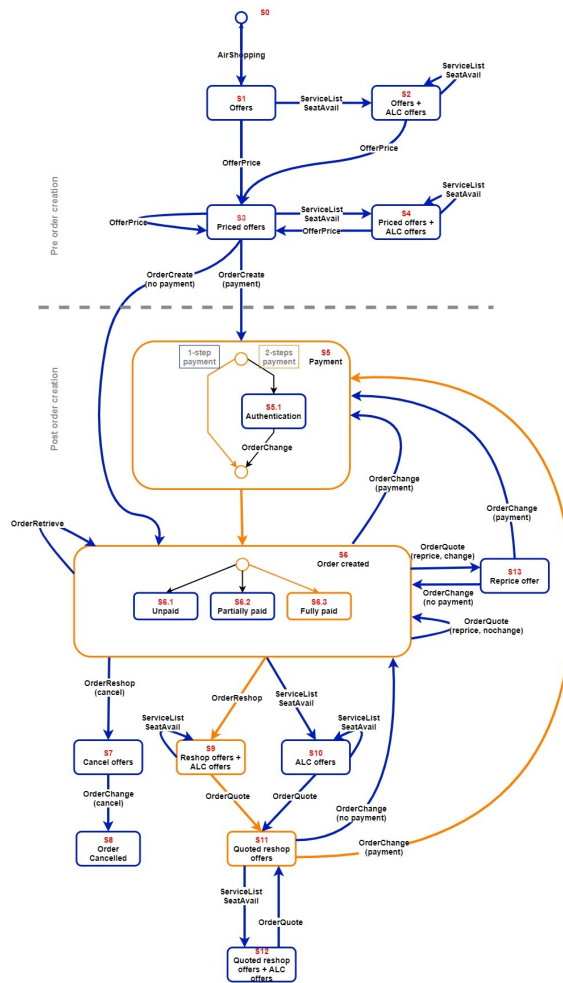 S0
AirShopping
S1
Offers
ServiceList
SeatAvail
S2
Offers +
ALC offers
ServiceList
SeatAvail
OfferPrice
OfferPrice
Pre order creation
S3
Priced offers
OfferPrice
ServiceList
SeatAvail
OfferPrice
S4
Priced offers +
ALC offers
ServiceList
SeatAvail
OrderCreate
(no payment)
OrderCreate
(payment)
Post order creation
1-step
payment
2-steps
payment
S5
Payment
S5.1
Authentication
OrderChange
OrderChange
(payment)
OrderChange
(payment)
OrderRetrieve
S6
Order created
S6.1
Unpaid
S6.2
Partially paid
S6.3
Fully paid
OrderQuote
(reprice, change)
S13
Reprice offer
OrderChange
(no payment)
OrderQuote
(reprice, nochange)
OrderReshop
(cancel)
OrderReshop
ServiceList
SeatAvail
ServiceList
SeatAvail
ServiceList
SeatAvail
S7
Cancel offers
S9
Reshop offers +
ALC offers
S10
ALC offers
OrderChange
(cancel)
OrderQuote
OrderQuote
OrderChange
(no payment)
S8
Order
Cancelled
S11
Quoted reshop
offers
OrderChange
(payment)
ServiceList
SeatAvail
OrderQuote
S12
Quoted reshop
offers + ALC
offers